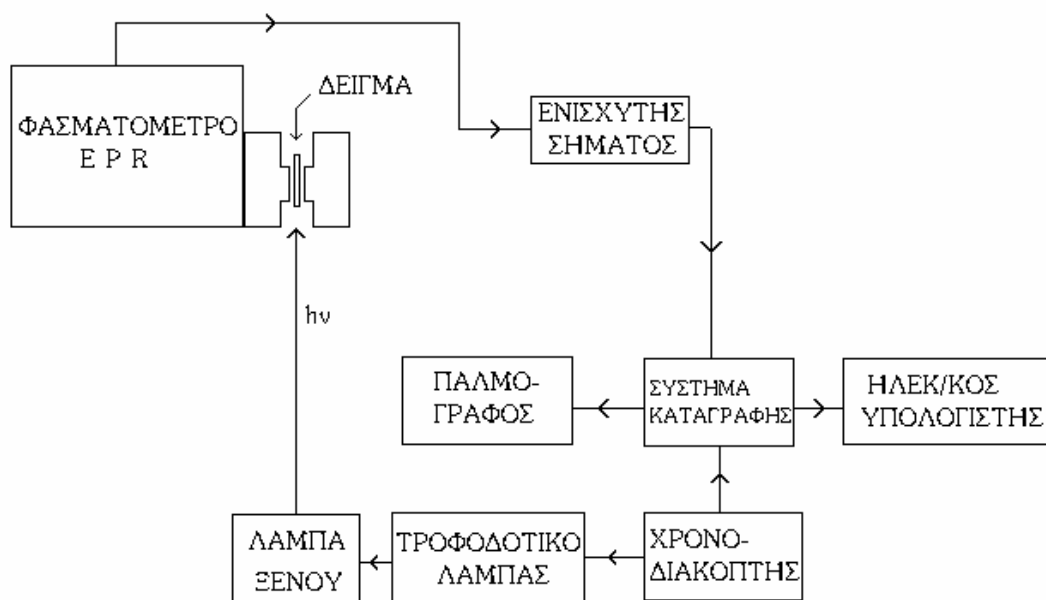 ΔΕΙΓΜΑ
ΦΑΣΜΑΤΟΜΕΤΡΟ
E P R
ΕΝΙΣΧΥΤΗΣ
ΣΗΜΑΤΟΣ
hν
ΠΑΛΜΟ-
ΓΡΑΦΟΣ
ΣΥΣΤΗΜΑ
ΚΑΤΑΓΡΑΦΗΣ
ΗΛΕΚ/ΚΟΣ
ΥΠΟΛΟΓΙΣΤΗΣ
ΛΑΜΠΑ
ΞΕΝΟΥ
ΤΡΟΦΟΔΟΤΙΚΟ
ΛΑΜΠΑΣ
ΧΡΟΝΟ-
ΔΙΑΚΟΠΤΗΣ